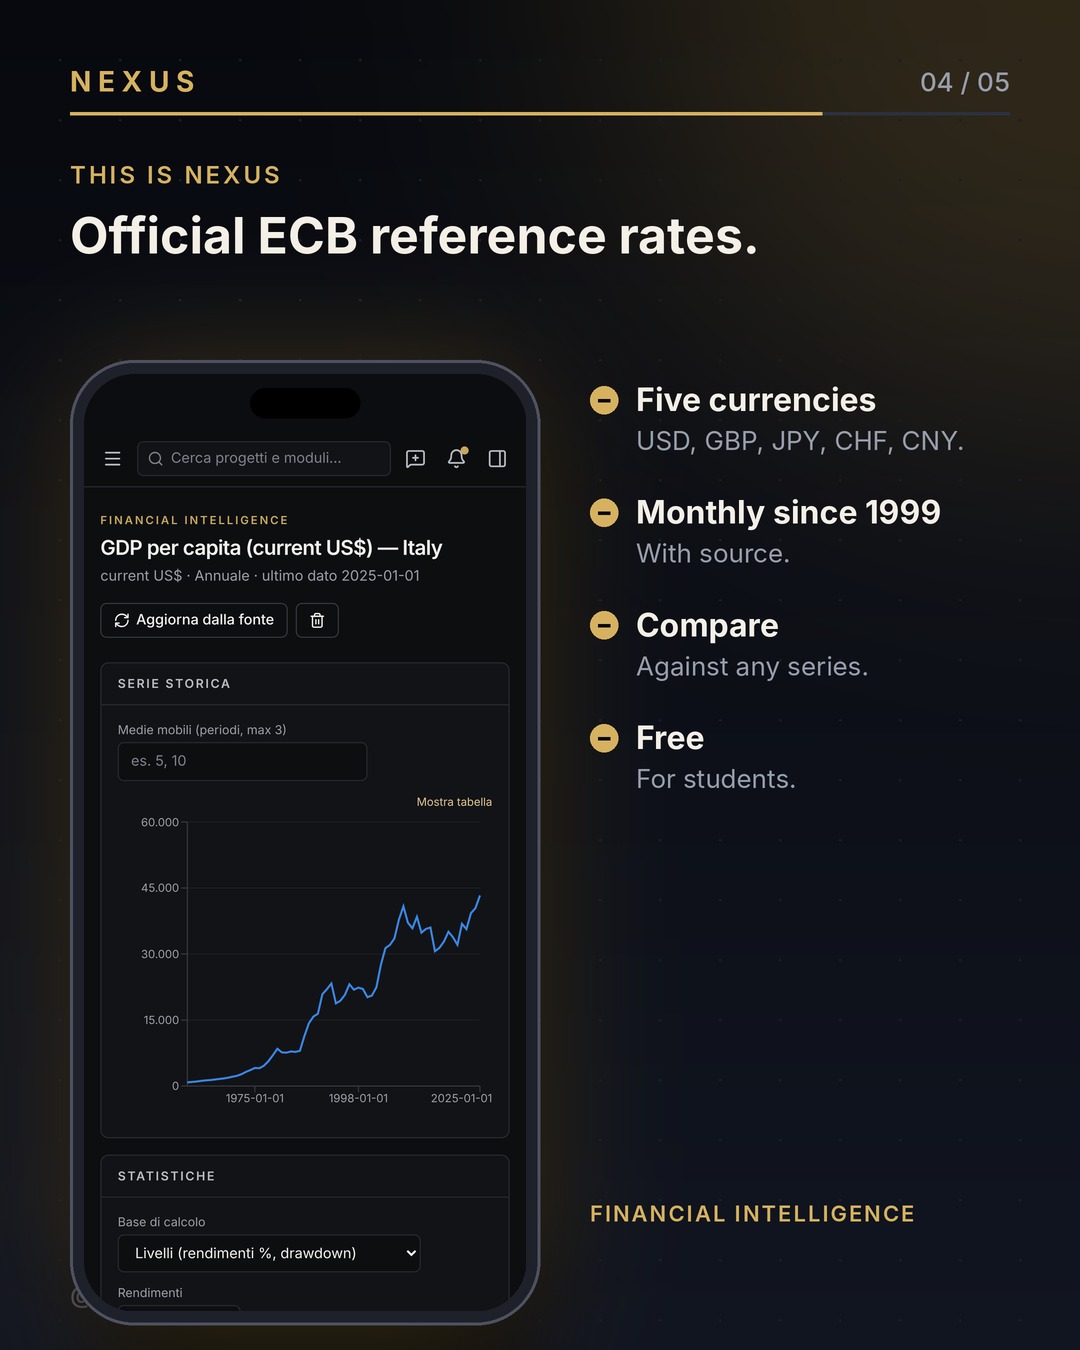 NEXUS
04 / 05
THIS IS NEXUS
Official ECB reference rates.
Cerca progetti e moduli...
FINANCIAL INTELLIGENCE
GDP per capita (current US$) — Italy
current US$ · Annuale · ultimo dato 2025-01-01
Aggiorna dalla fonte
SERIE STORICA
Medie mobili (periodi, max 3)
es. 5, 10
Mostra tabella
60.000
45.000
30.000
15.000
0
1975-01-01
1998-01-01
2025-01-01
STATISTICHE
Base di calcolo
Livelli (rendimenti %, drawdown)
Rendimenti
Five currencies
USD, GBP, JPY, CHF, CNY.
Monthly since 1999
With source.
Compare
Against any series.
Free
For students.
FINANCIAL INTELLIGENCE